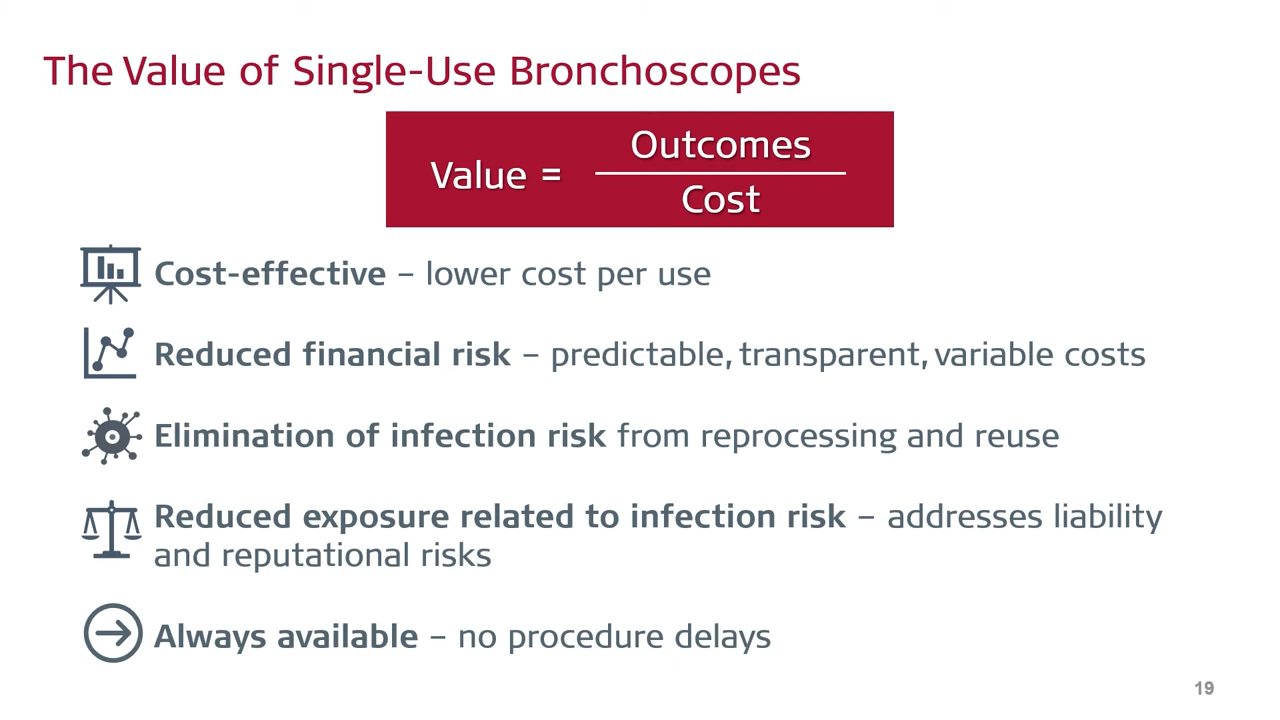 The Value of Single-Use Bronchoscopes
Value = Outcomes
Cost
Cost-effective – lower cost per use
Reduced financial risk – predictable, transparent, variable costs
Elimination of infection risk from reprocessing and reuse
Reduced exposure related to infection risk – addresses liability
and reputational risks
Always available – no procedure delays
19